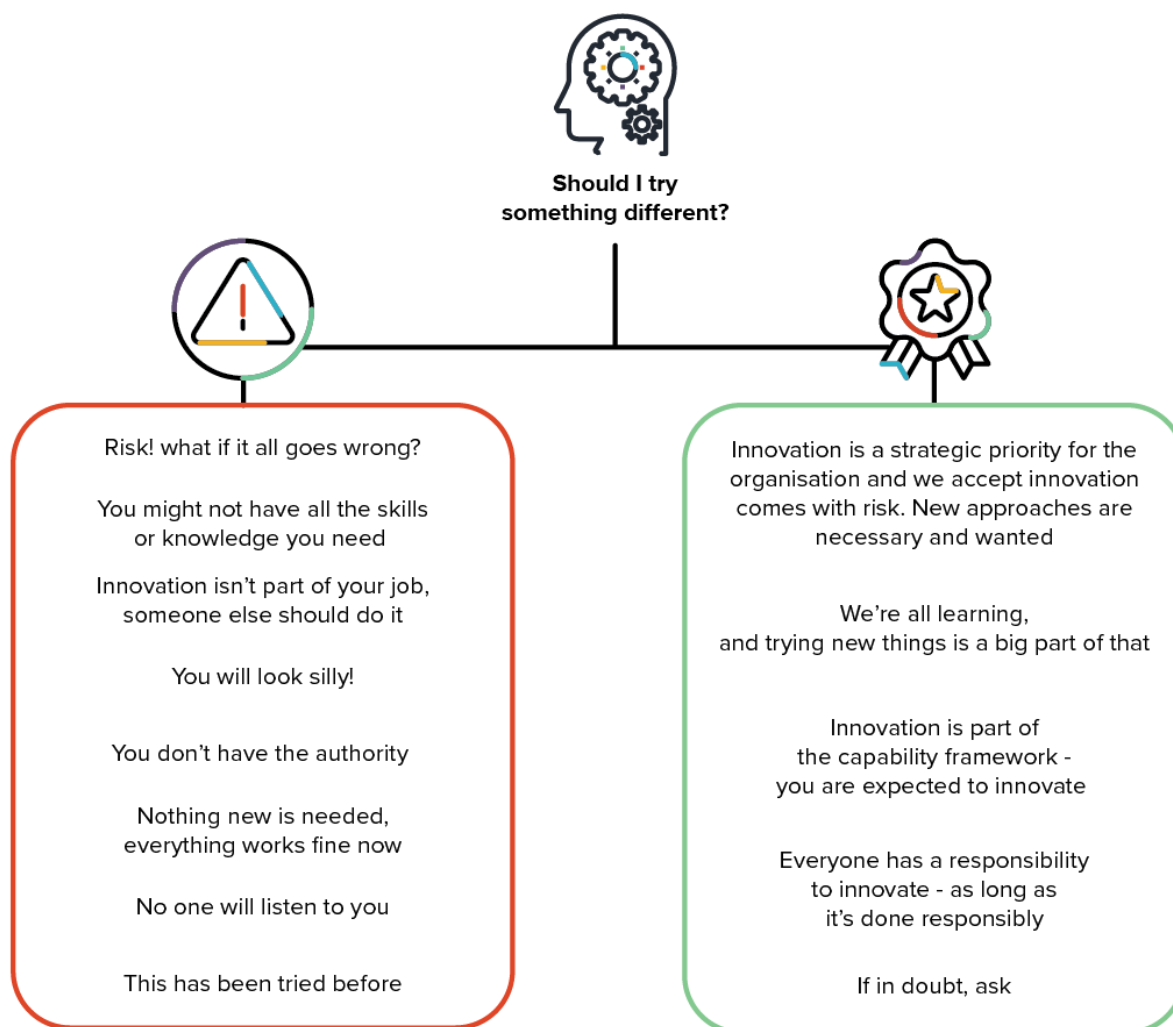 Should I try
something different?
Risk! what if it all goes wrong?
You might not have all the skills
or knowledge you need
Innovation isn't part of your job,
someone else should do it
You will look silly!
You don't have the authority
Nothing new is needed,
everything works fine now
No one will listen to you
This has been tried before
Innovation is a strategic priority for the
organisation and we accept innovation
comes with risk. New approaches are
necessary and wanted
We're all learning,
and trying new things is a big part of that
Innovation is part of
the capability framework -
you are expected to innovate
Everyone has a responsibility
to innovate - as long as
it's done responsibly
If in doubt, ask